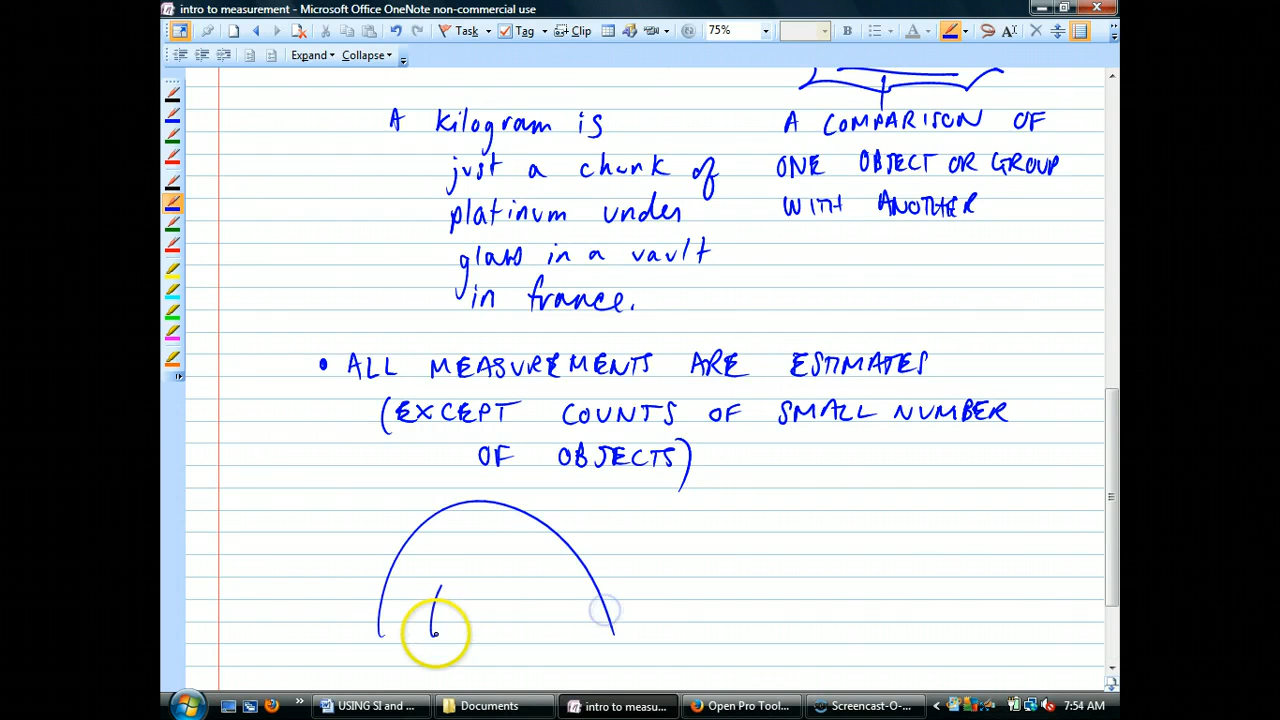 intro to measurement - Microsoft Office OneNote non-commercial use
Task Tag Clip 75% B A
Expand Collapse
A kilogram is
just a chunk of
platinum under
glass in a vault
in france.
A COMPARISON OF
ONE OBJECT OR GROUP
WITH ANOTHER
• ALL MEASUREMENTS ARE ESTIMATES
(EXCEPT COUNTS OF SMALL NUMBER
OF OBJECTS)
USING SI and ... Documents intro to measu... Open Pro Tool... Screencast-O-... 7:54 AM